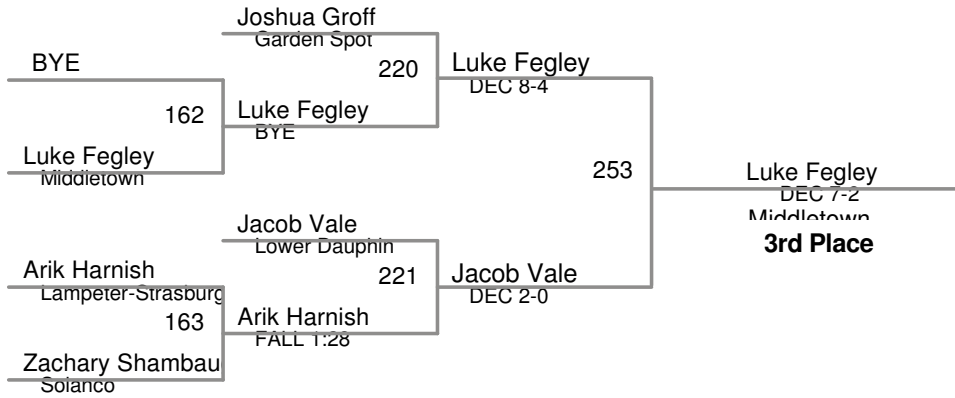 Joshua Groff
Garden Spot
BYE
220
Luke Fegley
DEC 8-4
162
Luke Fegley
BYE
Luke Fegley
Middletown
253
Luke Fegley
DEC 7-2
Middletown
3rd Place
Jacob Vale
Lower Dauphin
Arik Harnish
Lampeter-Strasburg
221
Jacob Vale
DEC 2-0
163
Arik Harnish
FALL 1:28
Zachary Shambau
Solanco